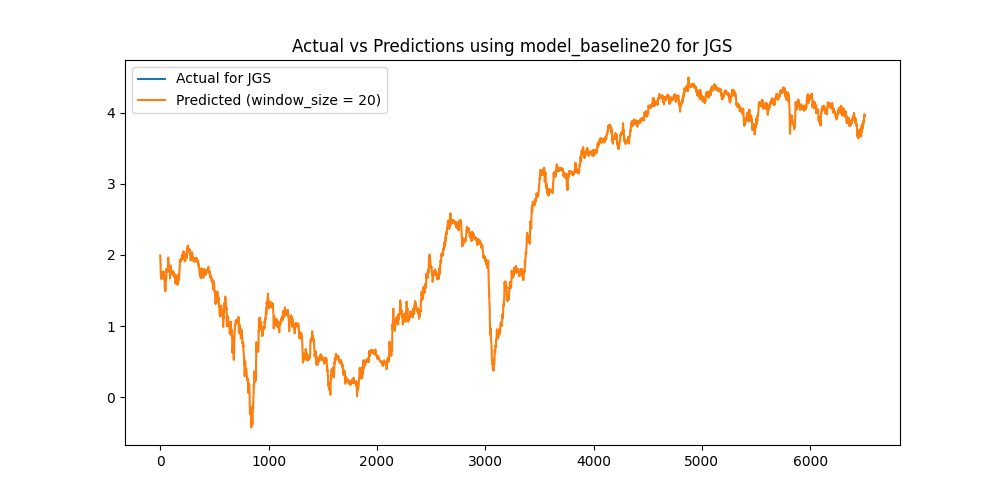 Actual vs Predictions using model_baseline20 for JGS
Actual for JGS
Predicted (window_size = 20)
4
3
2
1
0
0 1000 2000 3000 4000 5000 6000